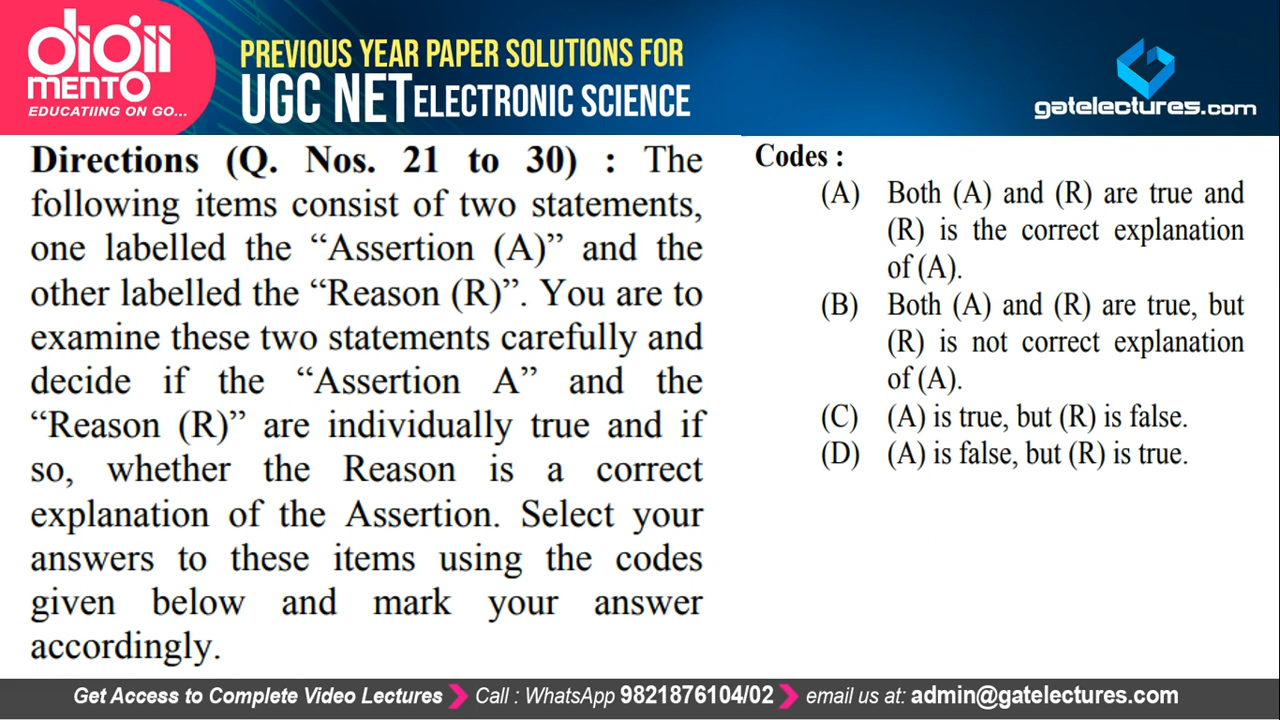 digii
MENTO
EDUCATIING ON GO...
PREVIOUS YEAR PAPER SOLUTIONS FOR
UGC NET ELECTRONIC SCIENCE
gatelectures.com
Directions (Q. Nos. 21 to 30) : The
following items consist of two statements,
one labelled the “Assertion (A)” and the
other labelled the “Reason (R)”. You are to
examine these two statements carefully and
decide if the “Assertion A” and the
“Reason (R)” are individually true and if
so, whether the Reason is a correct
explanation of the Assertion. Select your
answers to these items using the codes
given below and mark your answer
accordingly.
Codes :
(A) Both (A) and (R) are true and
(R) is the correct explanation
of (A).
(B) Both (A) and (R) are true, but
(R) is not correct explanation
of (A).
(C) (A) is true, but (R) is false.
(D) (A) is false, but (R) is true.
Get Access to Complete Video Lectures Call : WhatsApp 9821876104/02 email us at: admin@gatelectures.com